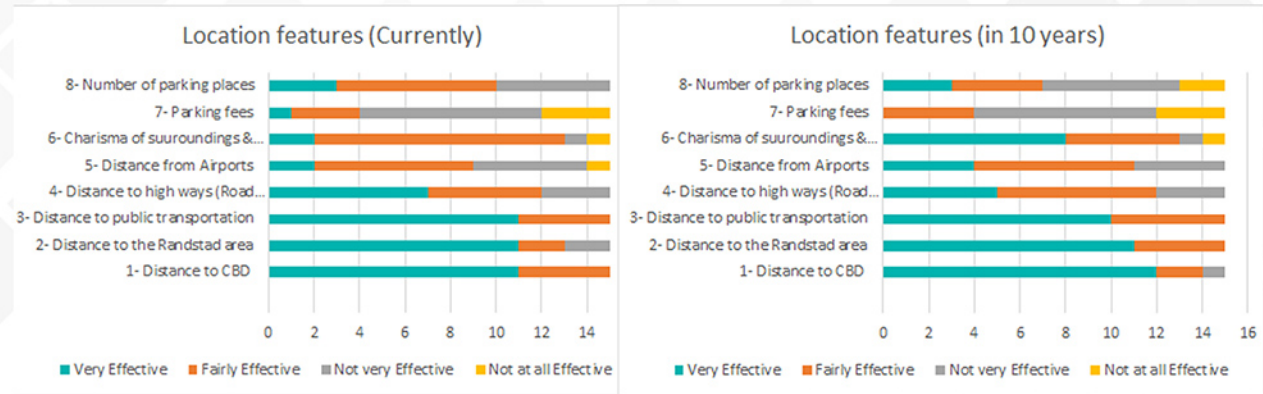 Location features (Currently)
8- Number of parking places
7- Parking fees
6- Charisma of suuroundings &...
5- Distance from Airports
4- Distance to high ways (Road...
3- Distance to public transportation
2- Distance to the Randstad area
1- Distance to CBD
0 2 4 6 8 10 12 14
Very Effective Fairly Effective Not very Effective Not at all Effective
Location features (in 10 years)
8- Number of parking places
7- Parking fees
6- Charisma of suuroundings &...
5- Distance from Airports
4- Distance to high ways (Road...
3- Distance to public transportation
2- Distance to the Randstad area
1- Distance to CBD
0 2 4 6 8 10 12 14 16
Very Effective Fairly Effective Not very Effective Not at all Effective